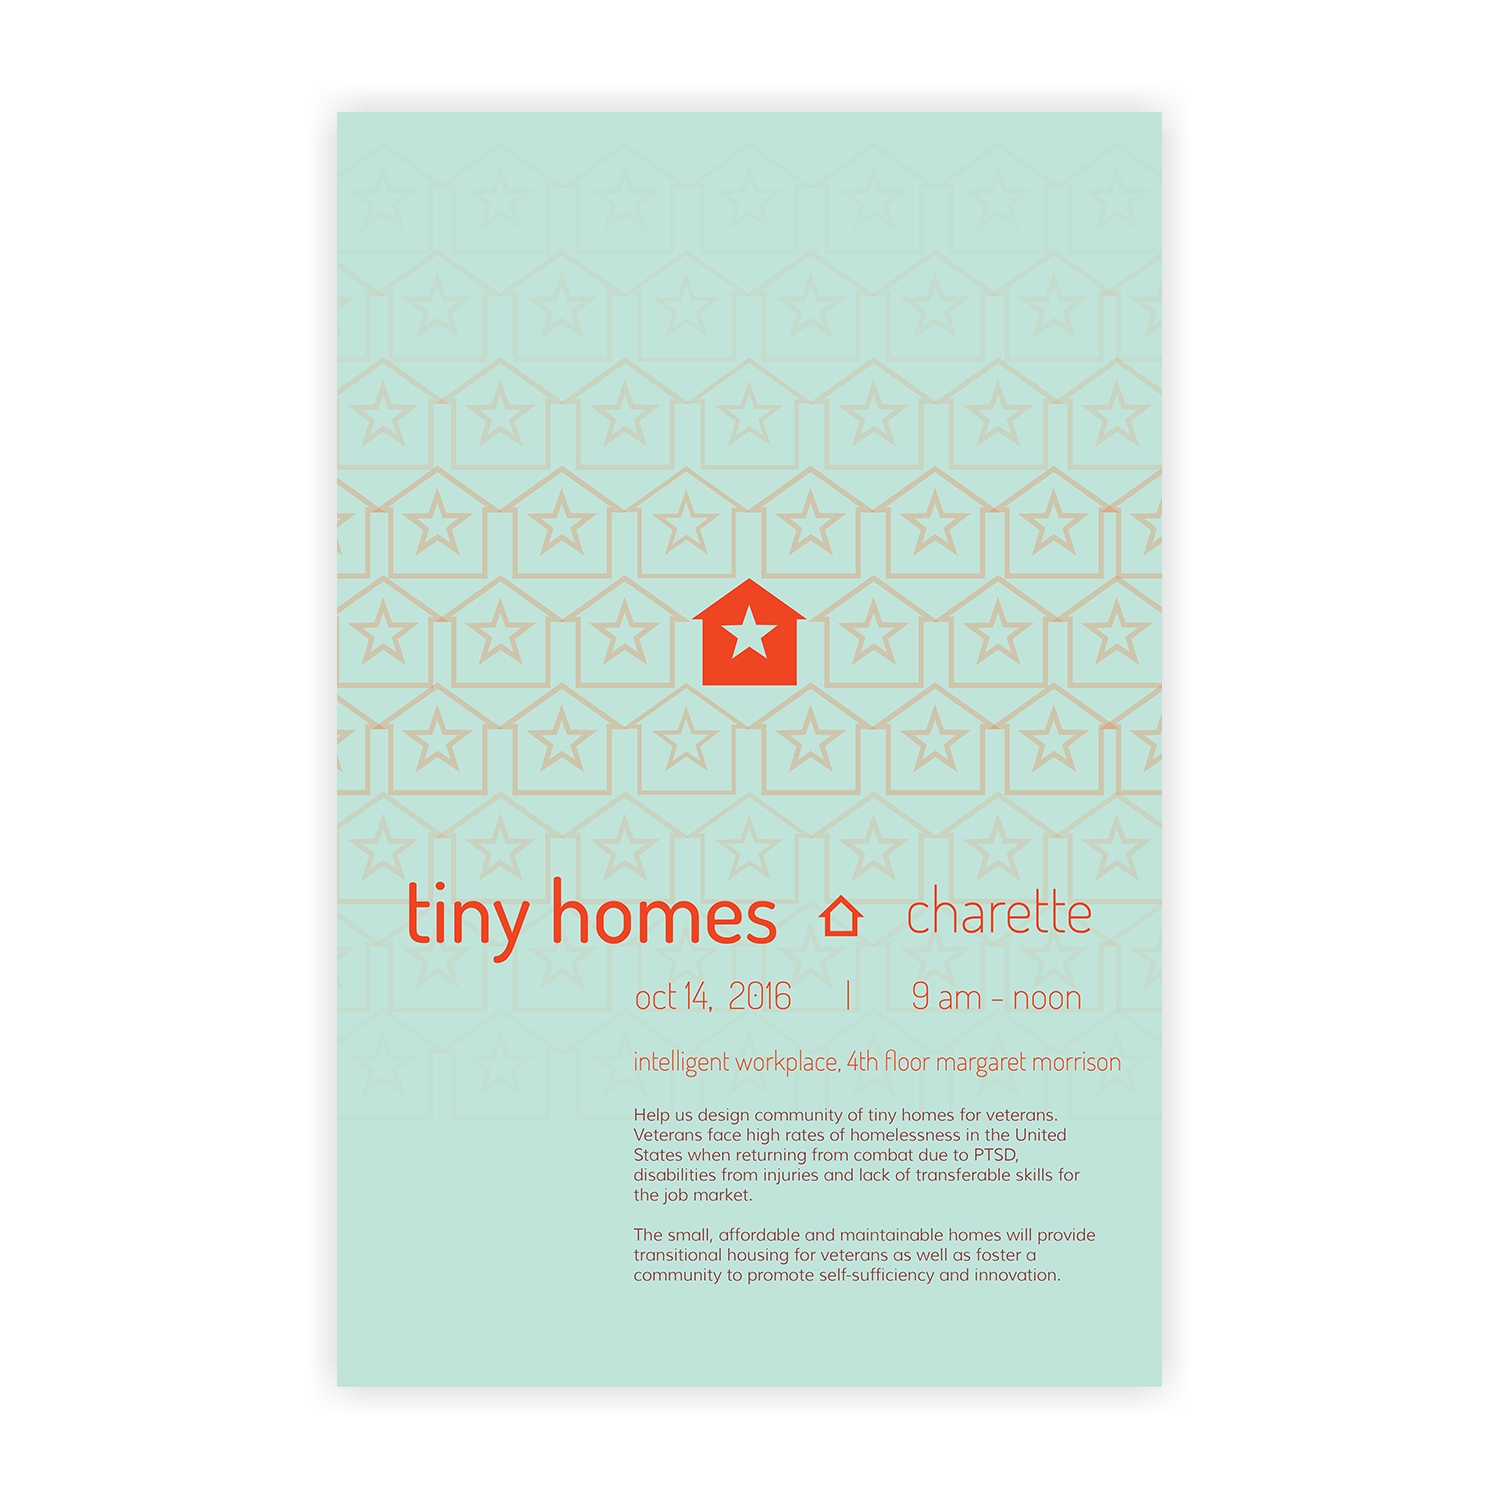 tiny homes charette
oct 14, 2016 | 9 am - noon
intelligent workplace, 4th floor margaret morrison
Help us design community of tiny homes for veterans.
Veterans face high rates of homelessness in the United
States when returning from combat due to PTSD,
disabilities from injuries and lack of transferable skills for
the job market.
The small, affordable and maintainable homes will provide
transitional housing for veterans as well as foster a
community to promote self-sufficiency and innovation.